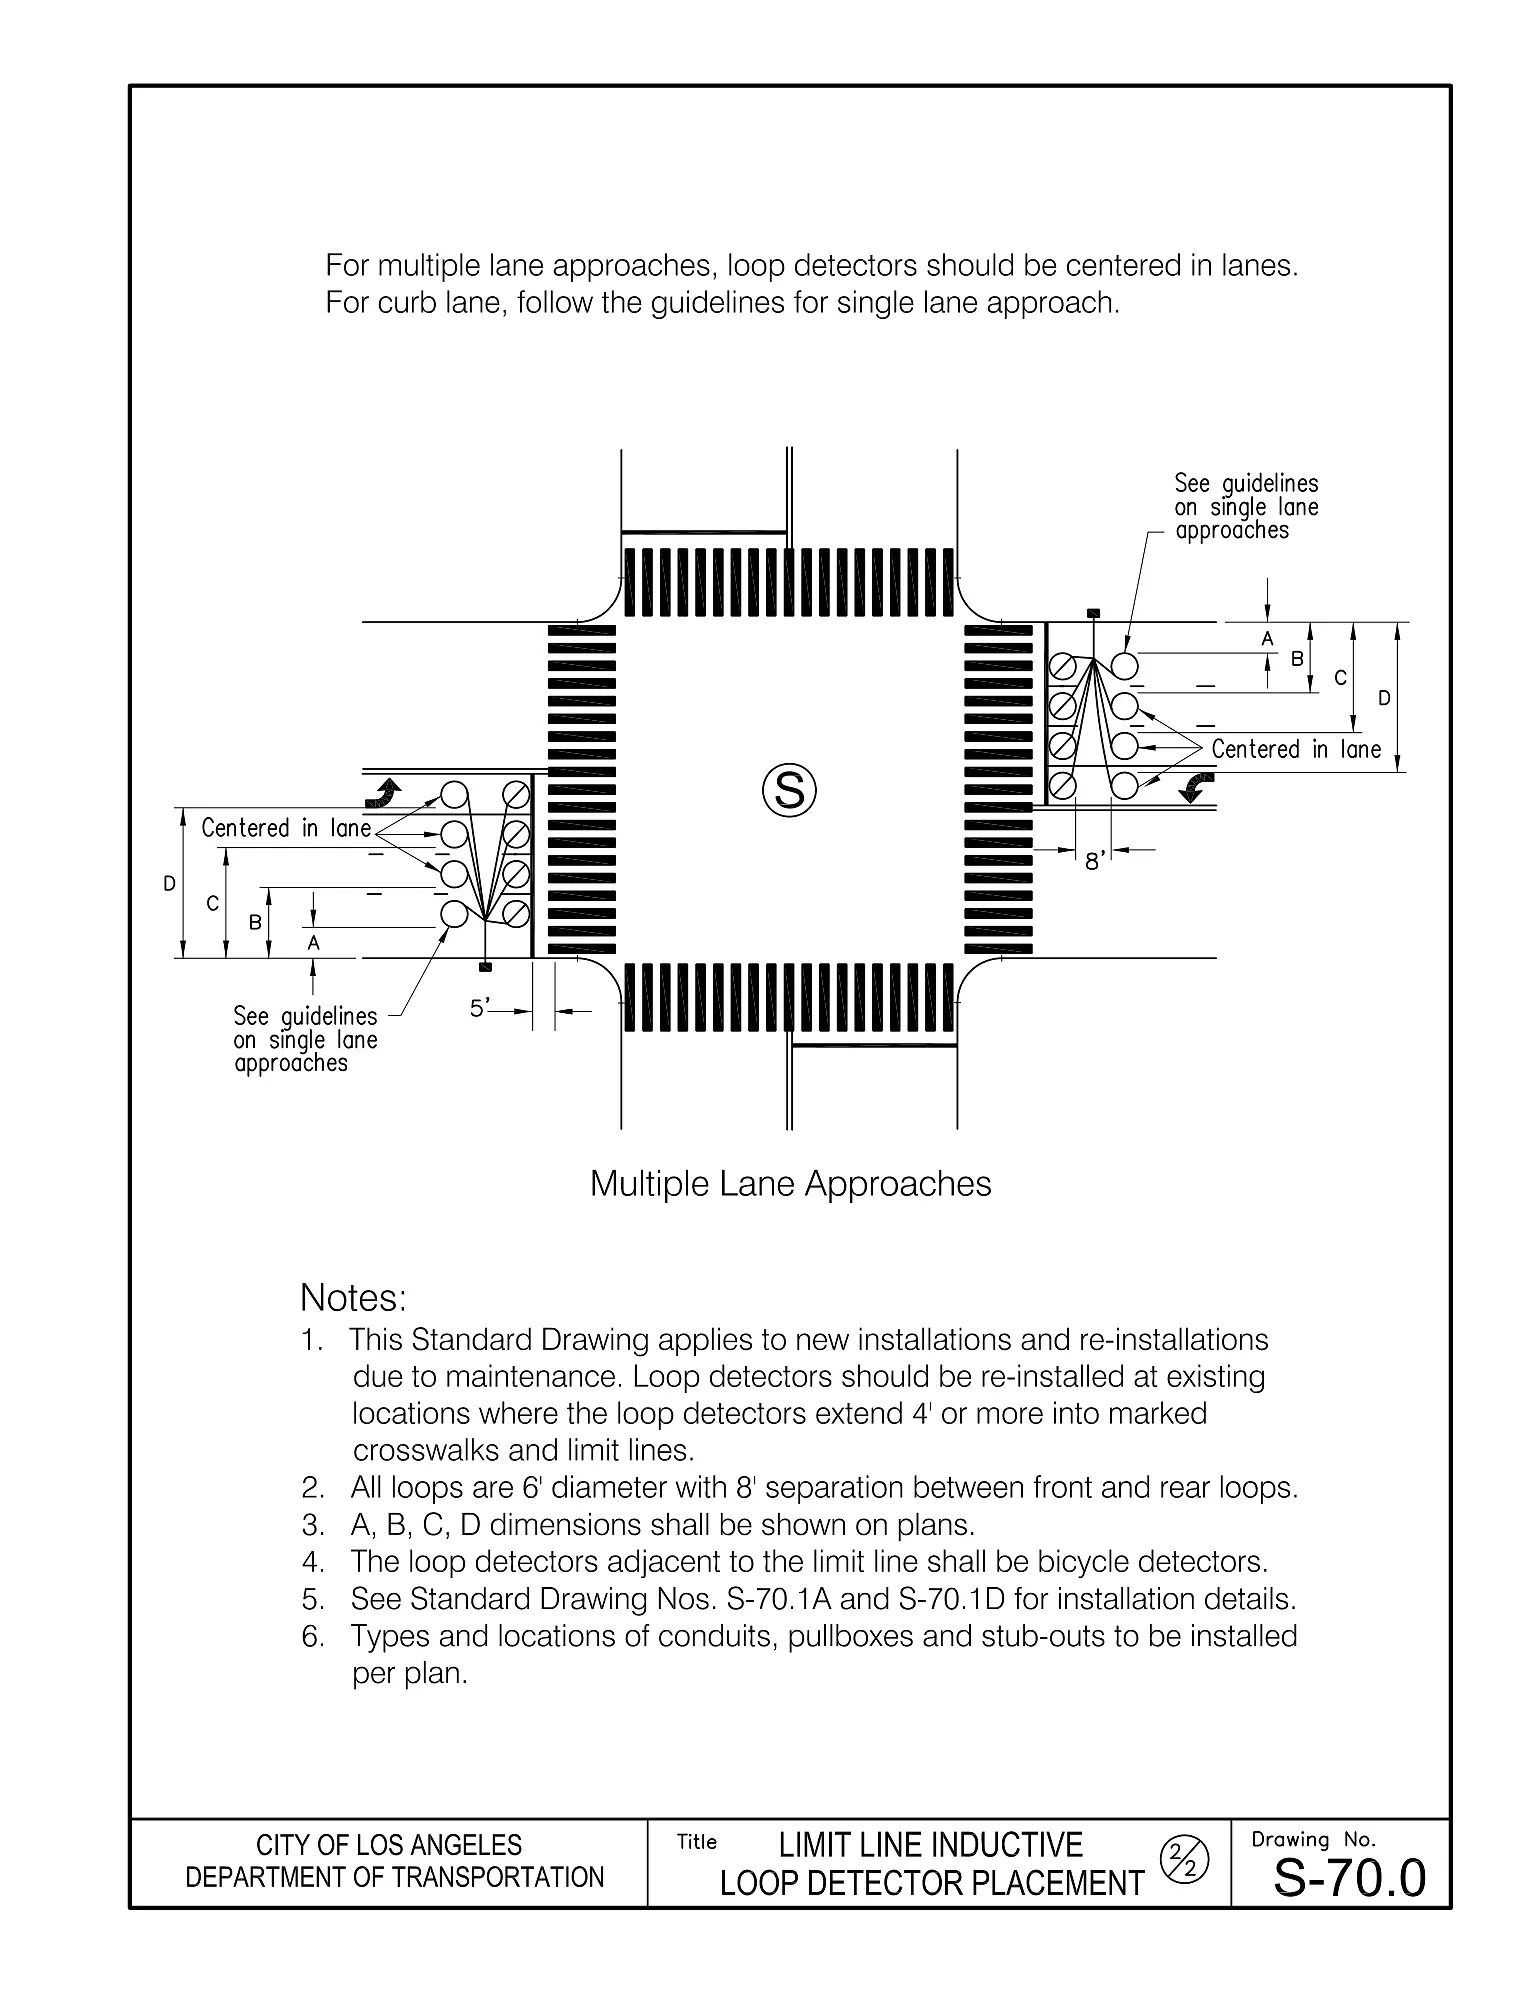 For multiple lane approaches, loop detectors should be centered in lanes.
For curb lane, follow the guidelines for single lane approach.
See guidelines
on single lane
approaches
A
B
C
D
Centered in lane
S
8'
Centered in lane
D
C
B
A
5'
See guidelines
on single lane
approaches
Multiple Lane Approaches
Notes:
1. This Standard Drawing applies to new installations and re-installations
due to maintenance. Loop detectors should be re-installed at existing
locations where the loop detectors extend 4' or more into marked
crosswalks and limit lines.
2. All loops are 6' diameter with 8' separation between front and rear loops.
3. A, B, C, D dimensions shall be shown on plans.
4. The loop detectors adjacent to the limit line shall be bicycle detectors.
5. See Standard Drawing Nos. S-70.1A and S-70.1D for installation details.
6. Types and locations of conduits, pullboxes and stub-outs to be installed
per plan.
CITY OF LOS ANGELES
DEPARTMENT OF TRANSPORTATION
Title
LIMIT LINE INDUCTIVE
LOOP DETECTOR PLACEMENT
2/2
Drawing No.
S-70.0